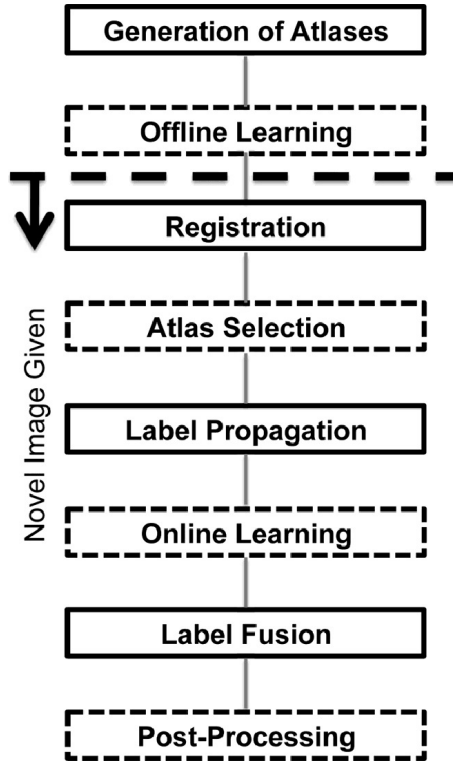 Generation of Atlases
Offline Learning
Registration
Atlas Selection
Label Propagation
Online Learning
Label Fusion
Post-Processing
Novel Image Given